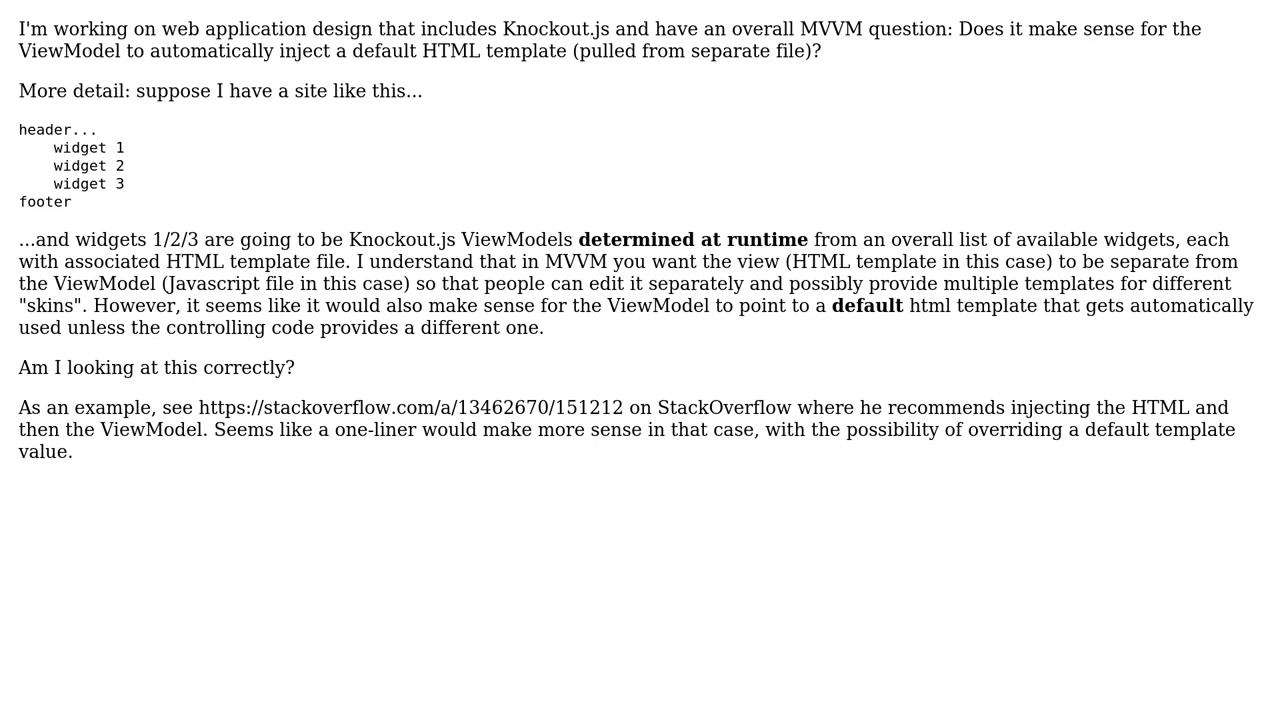 I'm working on web application design that includes Knockout.js and have an overall MVVM question: Does it make sense for the
ViewModel to automatically inject a default HTML template (pulled from separate file)?
More detail: suppose I have a site like this...
header...
    widget 1
    widget 2
    widget 3
footer
...and widgets 1/2/3 are going to be Knockout.js ViewModels determined at runtime from an overall list of available widgets, each
with associated HTML template file. I understand that in MVVM you want the view (HTML template in this case) to be separate from
the ViewModel (Javascript file in this case) so that people can edit it separately and possibly provide multiple templates for different
"skins". However, it seems like it would also make sense for the ViewModel to point to a default html template that gets automatically
used unless the controlling code provides a different one.
Am I looking at this correctly?
As an example, see https://stackoverflow.com/a/13462670/151212 on StackOverflow where he recommends injecting the HTML and
then the ViewModel. Seems like a one-liner would make more sense in that case, with the possibility of overriding a default template
value.